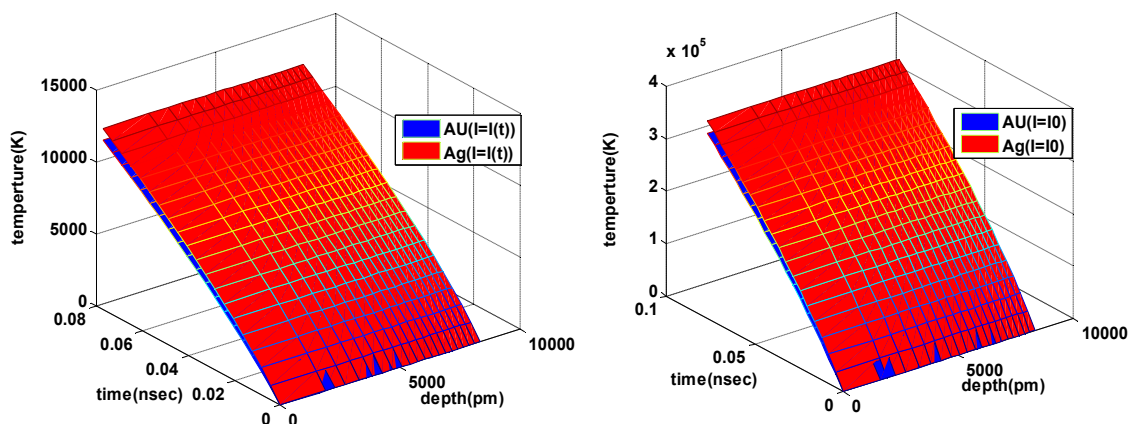 15000
10000
5000
0
temperture(K)
0.08
0.06
0.04
0.02
0
time(nsec)
0
5000
10000
depth(pm)
AU(I=I(t))
Ag(I=I(t))
x 10^5
4
3
2
1
0
temperture(K)
0.1
0.05
0
time(nsec)
0
5000
10000
depth(pm)
AU(I=I0)
Ag(I=I0)